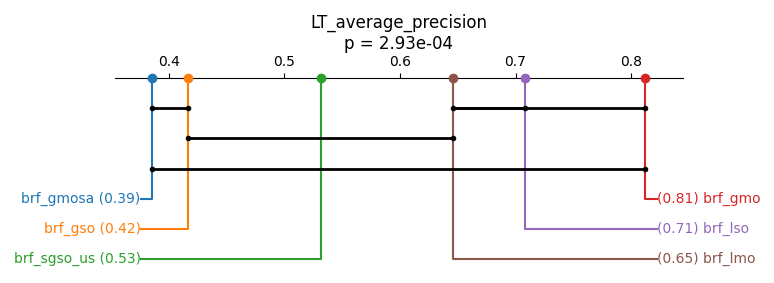 LT_average_precision
p = 2.93e-04
0.4 0.5 0.6 0.7 0.8
brf_gmosa (0.39) (0.81) brf_gmo
brf_gso (0.42) (0.71) brf_lso
brf_sgso_us (0.53) (0.65) brf_lmo